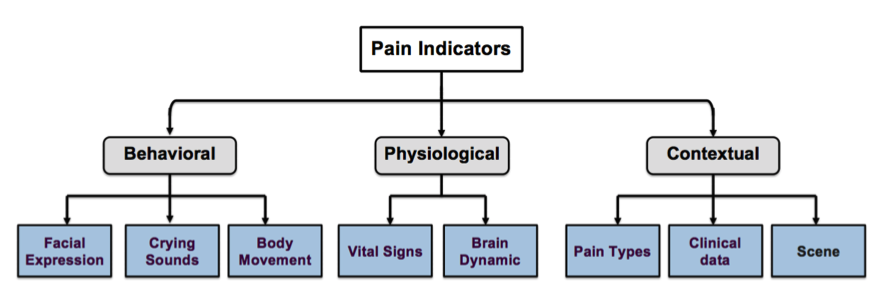 Pain Indicators
Behavioral
Physiological
Contextual
Facial
Expression
Crying
Sounds
Body
Movement
Vital Signs
Brain
Dynamic
Pain Types
Clinical
data
Scene